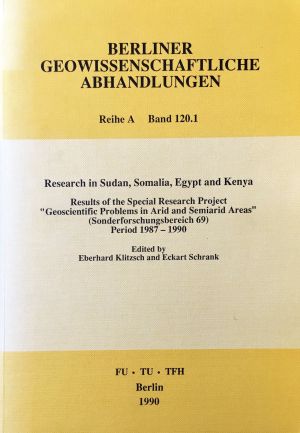 BERLINER
GEOWISSENSCHAFTLICHE
ABHANDLUNGEN
Reihe A Band 120.1
Research in Sudan, Somalia, Egypt and Kenya
Results of the Special Research Project
"Geoscientific Problems in Arid and Semiarid Areas"
(Sonderforschungsbereich 69)
Period 1987 – 1990
Edited by
Eberhard Klitzsch and Eckart Schrank
FU · TU · TFH
Berlin
1990